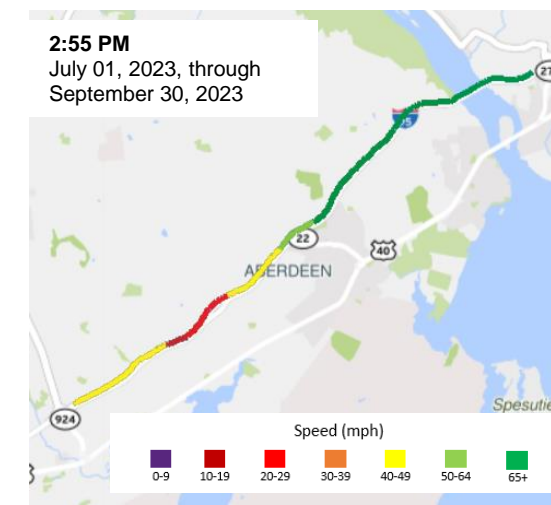 2:55 PM
July 01, 2023, through
September 30, 2023
27
95
22
40
ABERDEEN
924
Spesutie
Speed (mph)
0-9 10-19 20-29 30-39 40-49 50-64 65+